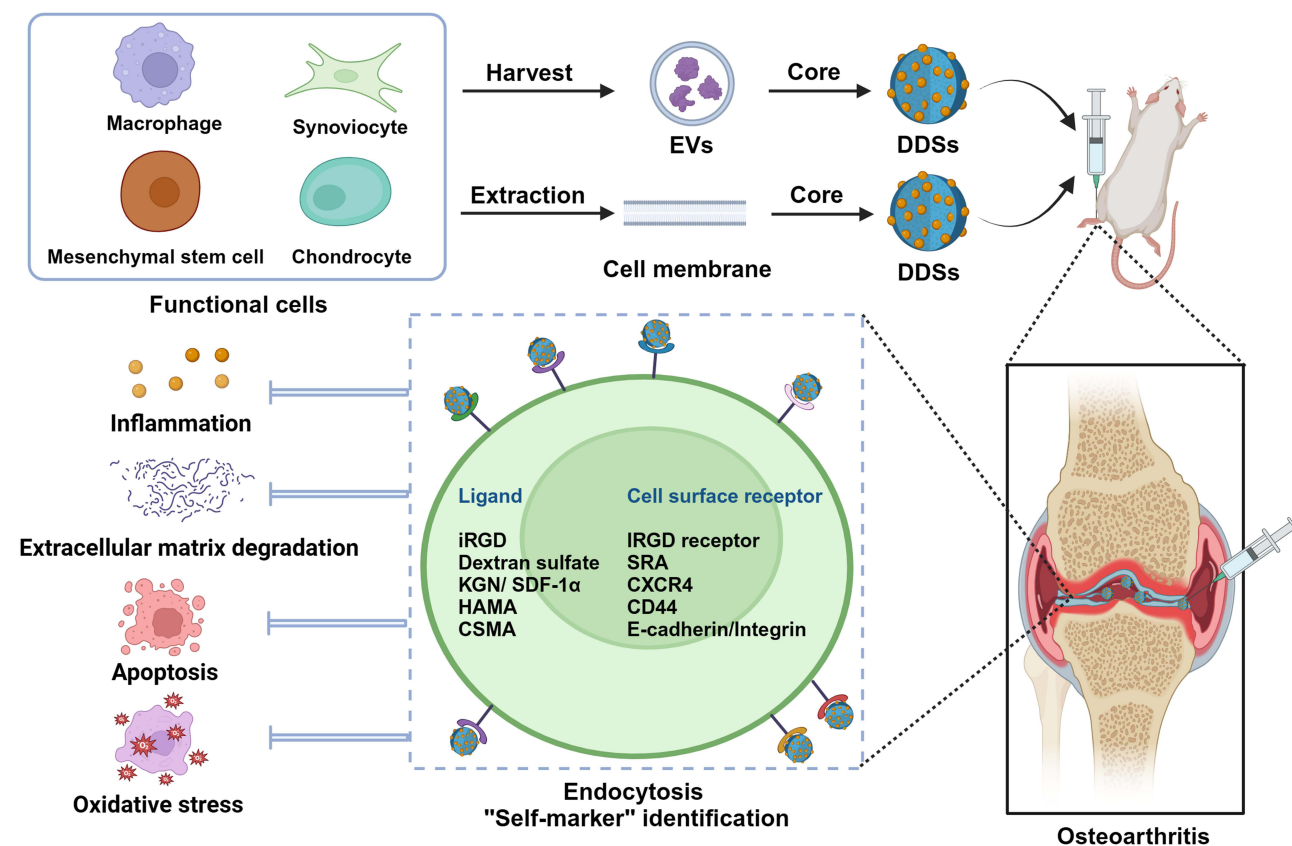 Macrophage
Synoviocyte
Mesenchymal stem cell
Chondrocyte
Functional cells
Harvest
EVs
Core
DDSs
Extraction
Cell membrane
Core
DDSs
Inflammation
Extracellular matrix degradation
Apoptosis
Oxidative stress
Ligand
Cell surface receptor
iRGD
IRGD receptor
Dextran sulfate
SRA
KGN/ SDF-1α
CXCR4
HAMA
CD44
CSMA
E-cadherin/Integrin
Endocytosis
"Self-marker" identification
Osteoarthritis